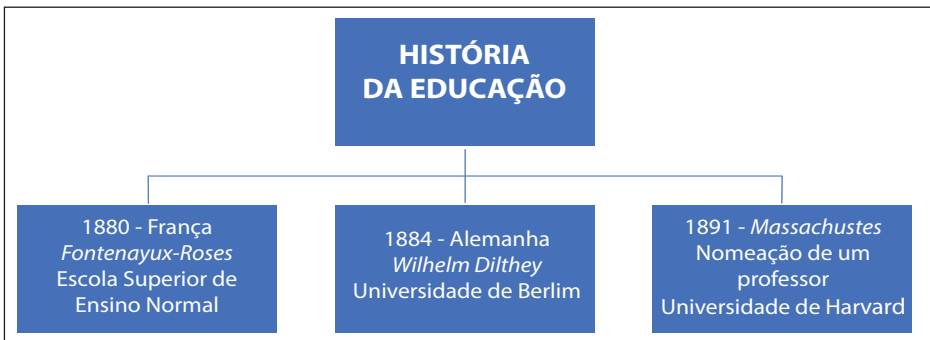 HISTÓRIA
DA EDUCAÇÃO
1880 - França
Fontenayux-Roses
Escola Superior de
Ensino Normal
1884 - Alemanha
Wilhelm Dilthey
Universidade de Berlim
1891 - Massachustes
Nomeação de um
professor
Universidade de Harvard